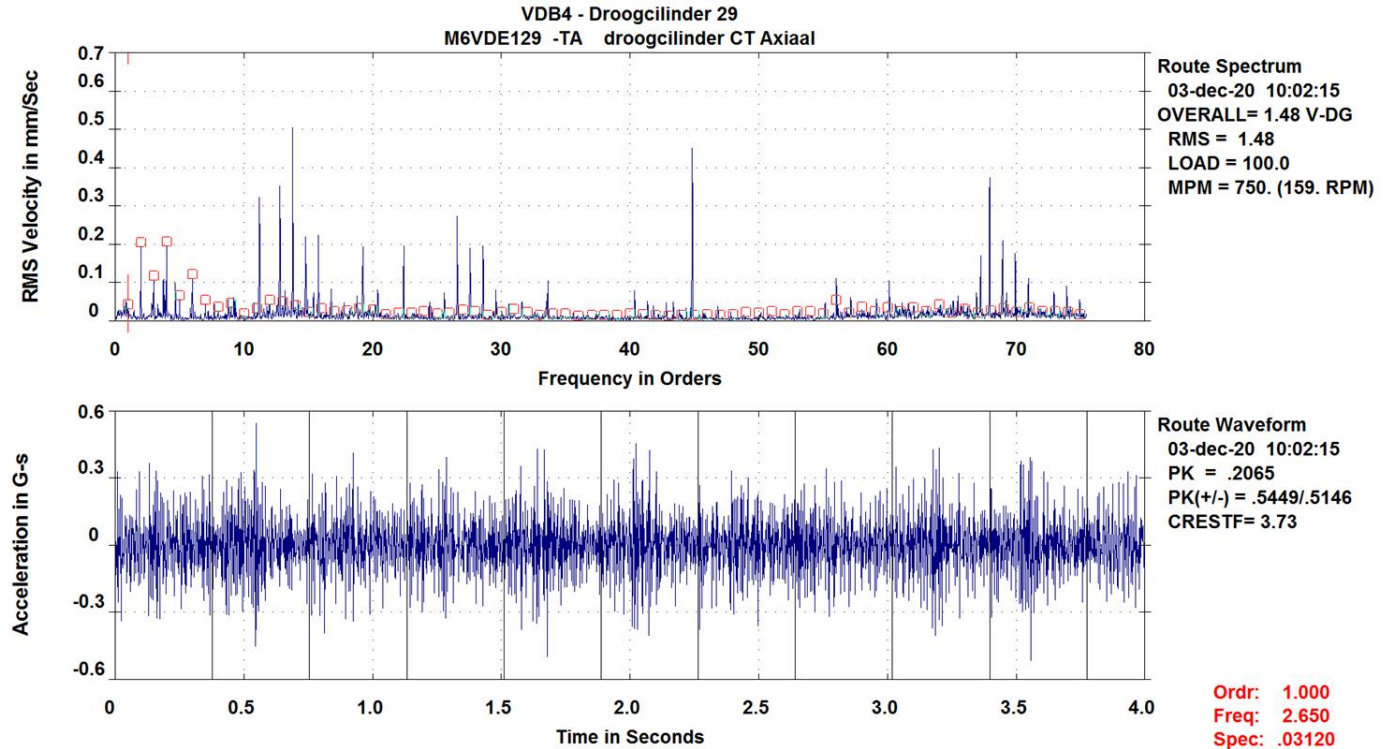 VDB4 - Droogcilinder 29
M6VDE129 -TA droogcilinder CT Axiaal
RMS Velocity in mm/Sec
0.7
0.6
0.5
0.4
0.3
0.2
0.1
0
0 10 20 30 40 50 60 70 80
Frequency in Orders
Route Spectrum
03-dec-20 10:02:15
OVERALL= 1.48 V-DG
RMS = 1.48
LOAD = 100.0
MPM = 750. (159. RPM)
Acceleration in G-s
0.6
0.3
0
-0.3
-0.6
0 0.5 1.0 1.5 2.0 2.5 3.0 3.5 4.0
Time in Seconds
Route Waveform
03-dec-20 10:02:15
PK = .2065
PK(+/-) = .5449/.5146
CRESTF= 3.73
Ordr: 1.000
Freq: 2.650
Spec: .03120